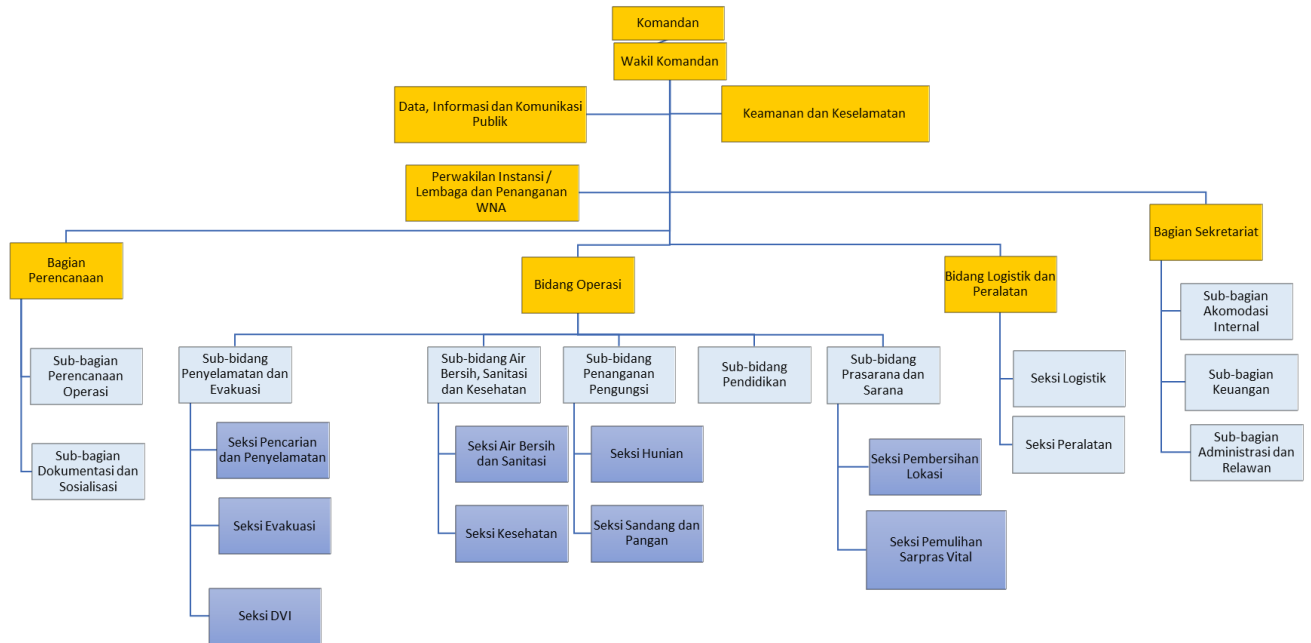 Komandan
Wakil Komandan
Data, Informasi dan Komunikasi
Publik
Keamanan dan Keselamatan
Perwakilan Instansi /
Lembaga dan Penanganan
WNA
Bagian Sekretariat
Bagian
Perencanaan
Bidang Operasi
Bidang Logistik dan
Peralatan
Sub-bagian
Akomodasi
Internal
Sub-bagian
Perencanaan
Operasi
Sub-bidang
Penyelamatan dan
Evakuasi
Sub-bidang Air
Bersih, Sanitasi
dan Kesehatan
Sub-bidang
Penanganan
Pengungsi
Sub-bidang
Pendidikan
Sub-bidang
Prasarana dan
Sarana
Seksi Logistik
Sub-bagian
Keuangan
Sub-bagian
Dokumentasi dan
Sosialisasi
Seksi Pencarian
dan Penyelamatan
Seksi Air Bersih
dan Sanitasi
Seksi Hunian
Seksi Pembersihan
Lokasi
Seksi Peralatan
Sub-bagian
Administrasi dan
Relawan
Seksi Evakuasi
Seksi Kesehatan
Seksi Sandang dan
Pangan
Seksi Pemulihan
Sarpras Vital
Seksi DVI